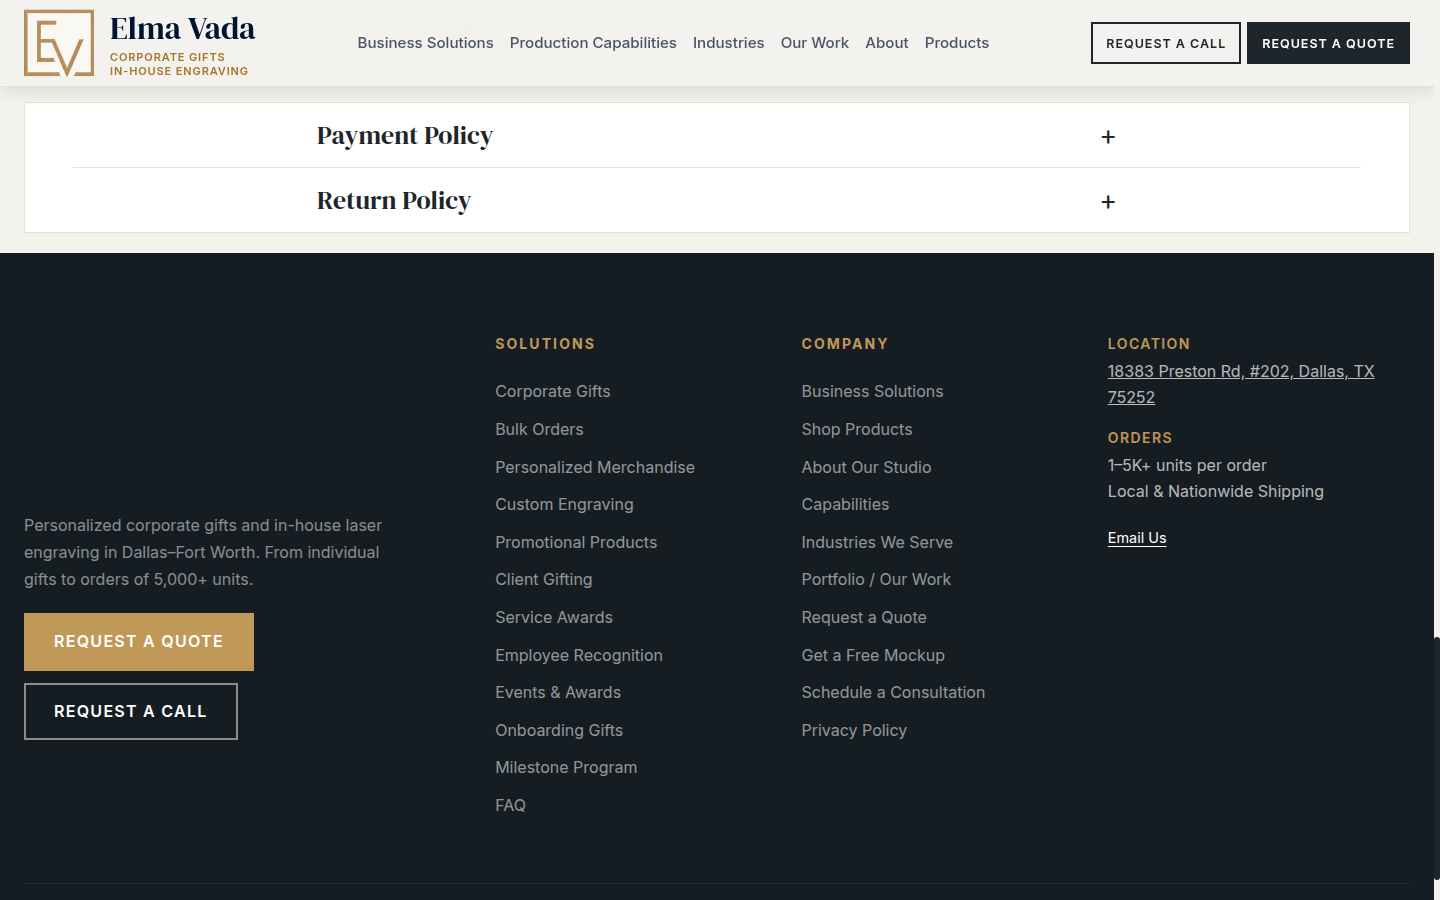 EV
Elma Vada
CORPORATE GIFTS
IN-HOUSE ENGRAVING
Business Solutions
Production Capabilities
Industries
Our Work
About
Products
REQUEST A CALL
REQUEST A QUOTE
Payment Policy
+
Return Policy
+
Personalized corporate gifts and in-house laser
engraving in Dallas–Fort Worth. From individual
gifts to orders of 5,000+ units.
REQUEST A QUOTE
REQUEST A CALL
SOLUTIONS
Corporate Gifts
Bulk Orders
Personalized Merchandise
Custom Engraving
Promotional Products
Client Gifting
Service Awards
Employee Recognition
Events & Awards
Onboarding Gifts
Milestone Program
FAQ
COMPANY
Business Solutions
Shop Products
About Our Studio
Capabilities
Industries We Serve
Portfolio / Our Work
Request a Quote
Get a Free Mockup
Schedule a Consultation
Privacy Policy
LOCATION
18383 Preston Rd, #202, Dallas, TX
75252
ORDERS
1–5K+ units per order
Local & Nationwide Shipping
Email Us